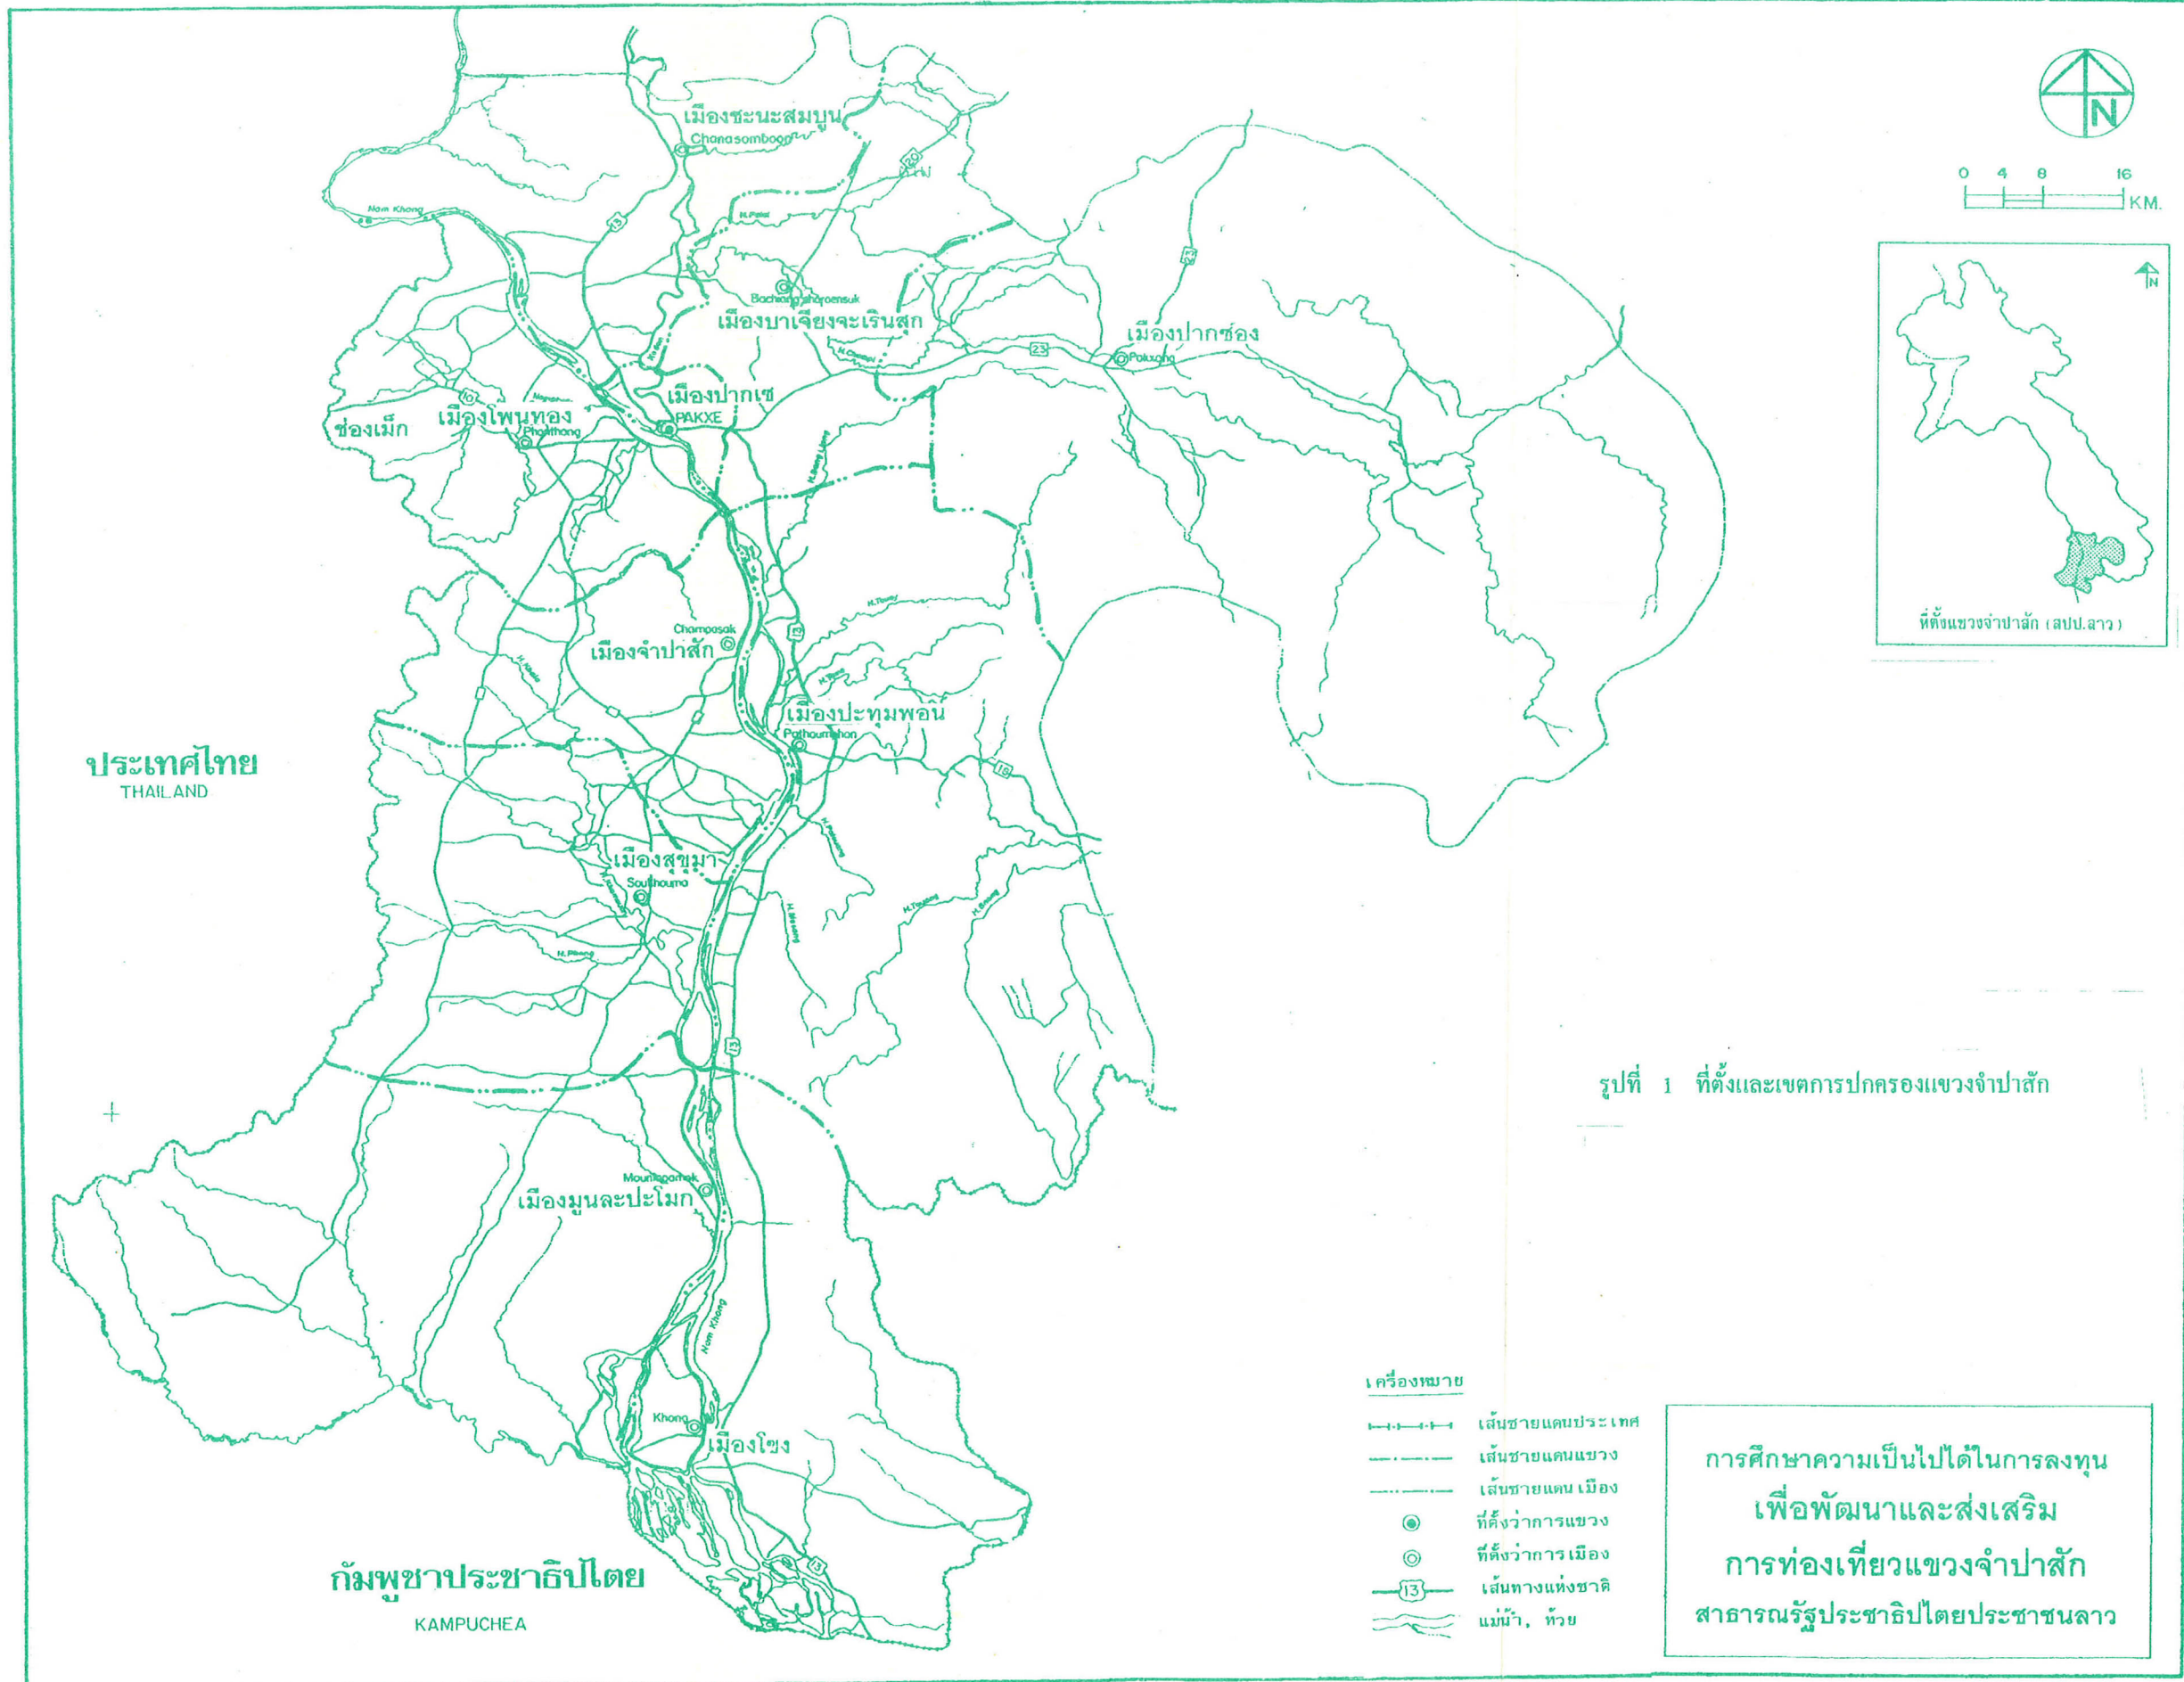 N
0 4 8 16
KM.
N
ที่ตั้งแขวงจำปาสัก (สปป.ลาว)
เมืองชะนะสมบูน
Chanasomboon
20
Nam Khong
13
H.Palai
23
Bachiang charoensuk
เมืองบาเจียงจะเรินสุก
เมืองปากซ่อง
Pakxong
23
H.Champi
10
เมืองปากเซ
PAKXE
เมืองโพนทอง
Phonthong
ช่องเม็ก
13
Champasak
เมืองจำปาสัก
เมืองปะทุมพอน
Pathoumphon
18
ประเทศไทย
THAILAND
เมืองสุขุมา
Soukhouma
H.Phang
13
รูปที่ 1 ที่ตั้งและเขตการปกครองแขวงจำปาสัก
เมืองมูนละปะโมก
Nam Khong
Khong
เมืองโขง
13
กัมพูชาประชาธิปไตย
KAMPUCHEA
เครื่องหมาย
เส้นชายแดนประเทศ
เส้นชายแดนแขวง
เส้นชายแดนเมือง
ที่ตั้งว่าการแขวง
ที่ตั้งว่าการเมือง
13 เส้นทางแห่งชาติ
แม่น้ำ, ห้วย
การศึกษาความเป็นไปได้ในการลงทุน
เพื่อพัฒนาและส่งเสริม
การท่องเที่ยวแขวงจำปาสัก
สาธารณรัฐประชาธิปไตยประชาชนลาว